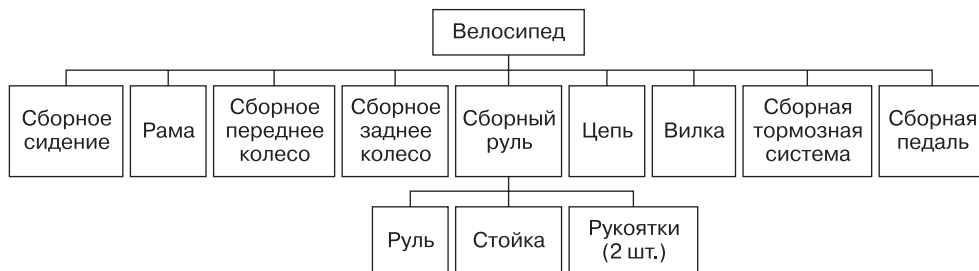 Велосипед
Сборное
сидение
Рама
Сборное
переднее
колесо
Сборное
заднее
колесо
Сборный
руль
Цепь
Вилка
Сборная
тормозная
система
Сборная
педаль
Руль
Стойка
Рукоятки
(2 шт.)